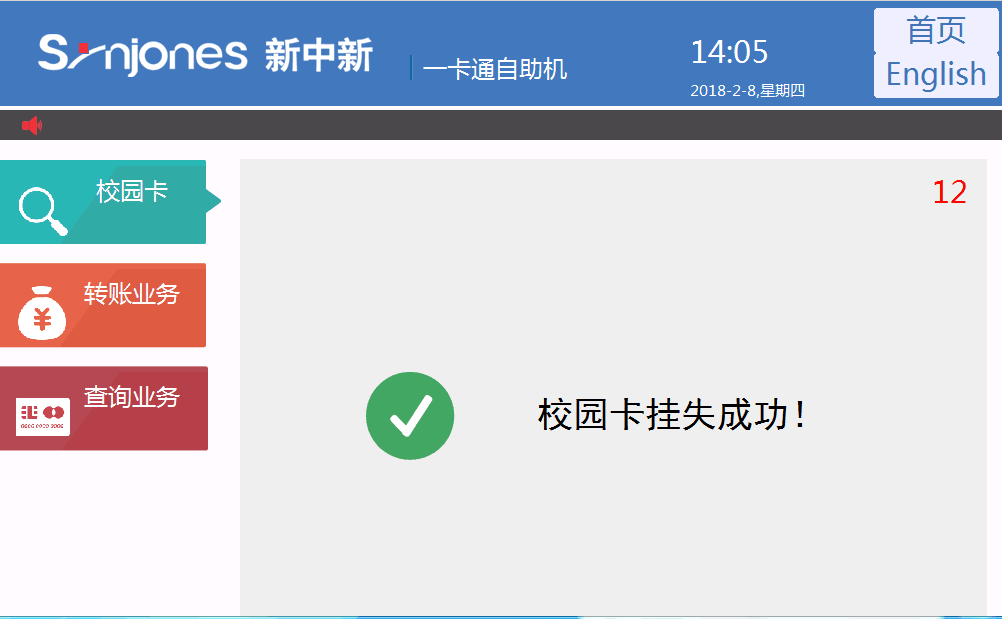 Synjones 新中新
一卡通自助机
14:05
2018-2-8,星期四
首页
English
校园卡
12
转账业务
查询业务
校园卡挂失成功！